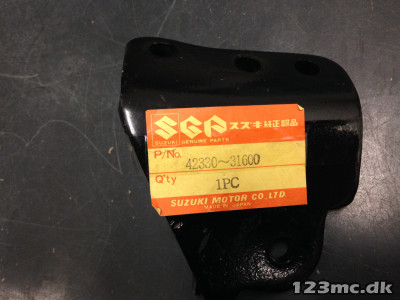 SGP スズキ純正部品
SUZUKI GENUINE PARTS
P/No. 42330~31600
Q'ty 1PC
SUZUKI MOTOR CO.,LTD
MADE IN JAPAN
123mc.dk